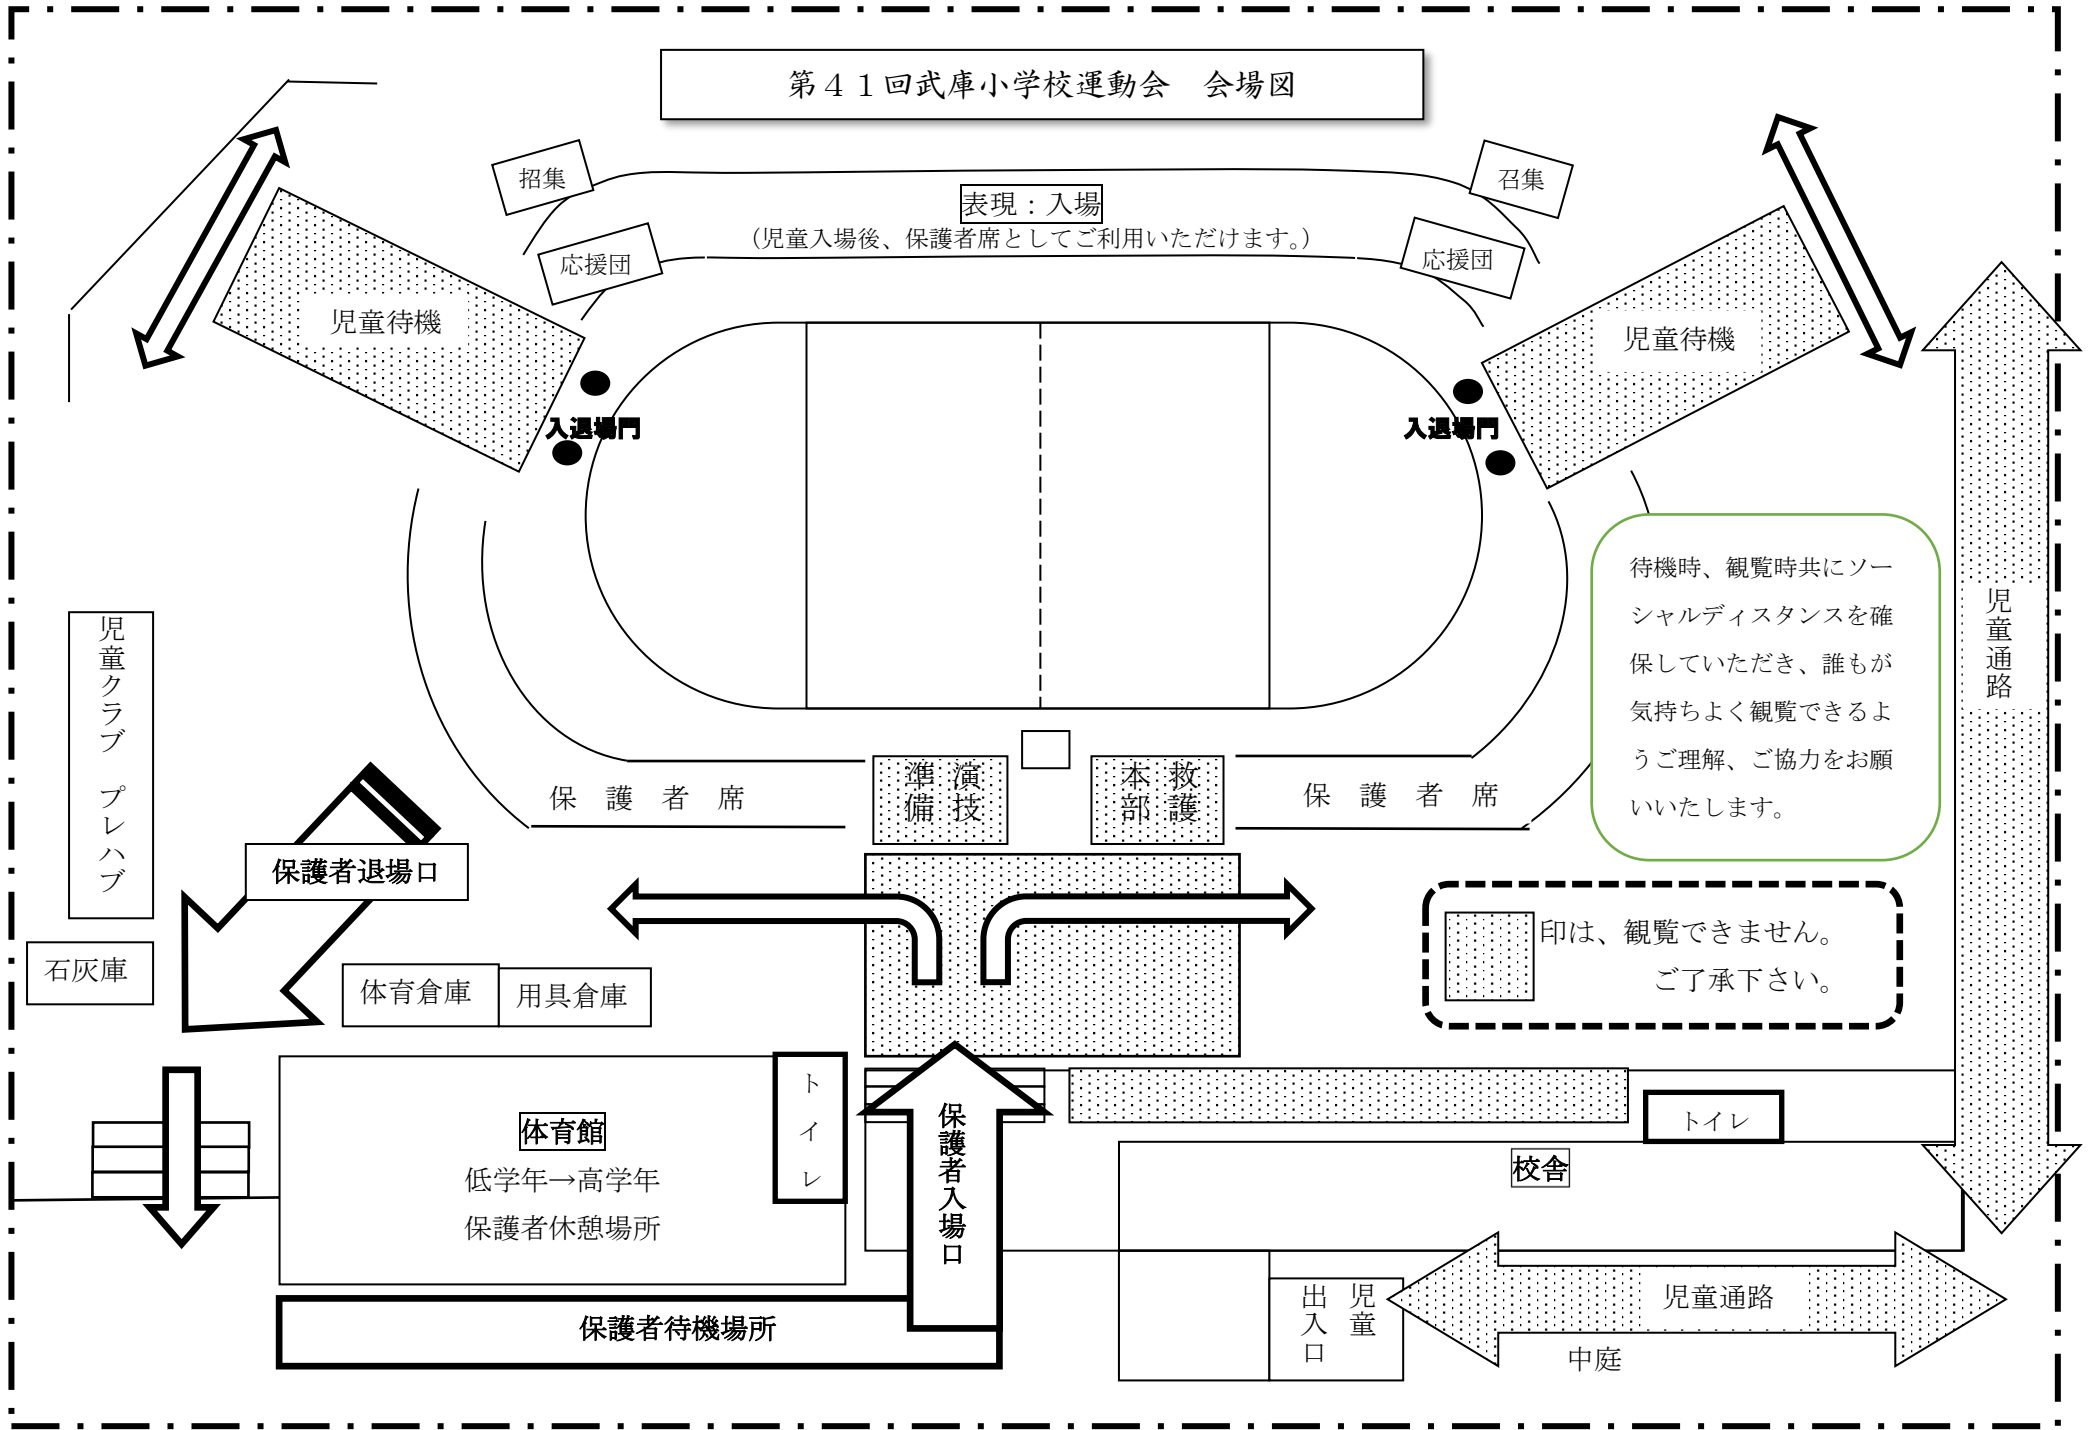 第４１回武庫小学校運動会　会場図
招集
召集
表現：入場
（児童入場後、保護者席としてご利用いただけます。）
応援団
応援団
児童待機
児童待機
入退場門
入退場門
待機時、観覧時共にソー
シャルディスタンスを確
保していただき、誰もが
気持ちよく観覧できるよ
うご理解、ご協力をお願
いいたします。
児童通路
児童クラブ　プレハブ
保護者席
演技
準備
救護
本部
保護者席
保護者退場口
印は、観覧できません。
ご了承下さい。
石灰庫
体育倉庫
用具倉庫
トイレ
体育館
低学年→高学年
保護者休憩場所
保護者入場口
トイレ
校舎
保護者待機場所
児童
出入口
児童通路
中庭